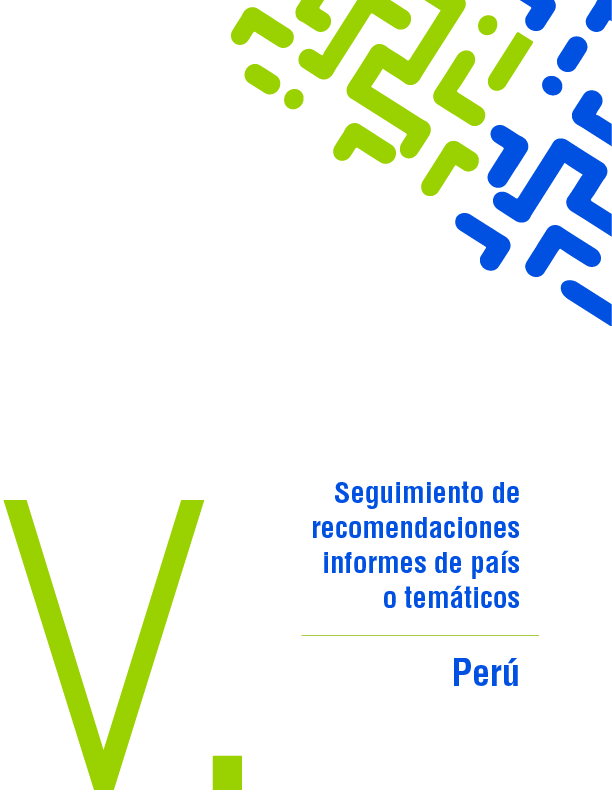 V.
Seguimiento de
recomendaciones
informes de país
o temáticos
Perú